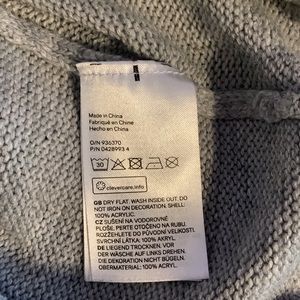 Made in China
Fabriqué en Chine
Hecho en China
O/N 936370
P/N 0428993 4
30
clevercare.info
GB DRY FLAT. WASH INSIDE OUT. DO
NOT IRON ON DECORATION. SHELL:
100% ACRYLIC.
CZ SUŠENÍ NA VODOROVNÉ
PLOŠE. PERTE OTOČENÉ NA RUBU.
ROZTÁHNETE DO PŮVODNÍ VELIKOSTI.
SVRCHNÍ LÁTKA: 100% AKRYL
DE LIEGEND TROCKNEN. VOR
DER WÄSCHE AUF LINKS DREHEN.
DIE DEKORATION NICHT BÜGELN.
OBERMATERIAL: 100% ACRYL